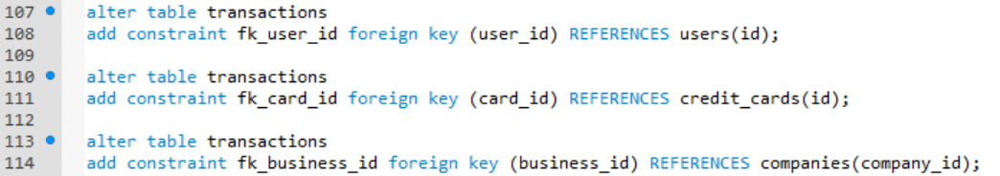 107 alter table transactions
108 add constraint fk_user_id foreign key (user_id) REFERENCES users(id);
109
110 alter table transactions
111 add constraint fk_card_id foreign key (card_id) REFERENCES credit_cards(id);
112
113 alter table transactions
114 add constraint fk_business_id foreign key (business_id) REFERENCES companies(company_id);